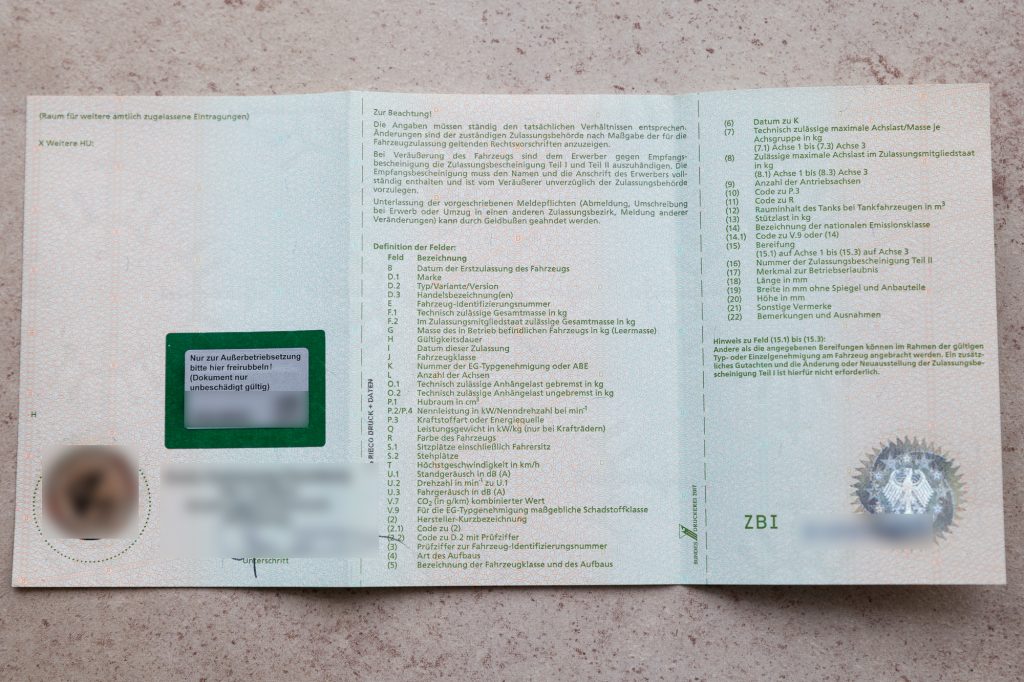 (Raum für weitere amtlich zugelassene Eintragungen)
X Weitere HU:
Nur zur Außerbetriebsetzung
bitte hier freirubbeln!
(Dokument nur
unbeschädigt gültig)
H
Unterschrift
RIECO DRUCK + DATEN
Zur Beachtung!
Die Angaben müssen ständig den tatsächlichen Verhältnissen entsprechen.
Änderungen sind der zuständigen Zulassungsbehörde nach Maßgabe der für die
Fahrzeugzulassung geltenden Rechtsvorschriften anzuzeigen.
Bei Veräußerung des Fahrzeugs sind dem Erwerber gegen Empfangs-
bescheinigung die Zulassungsbescheinigung Teil I und Teil II auszuhändigen. Die
Empfangsbescheinigung muss den Namen und die Anschrift des Erwerbers voll-
ständig enthalten und ist vom Veräußerer unverzüglich der Zulassungsbehörde
vorzulegen.
Unterlassung der vorgeschriebenen Meldepflichten (Abmeldung, Umschreibung
bei Erwerb oder Umzug in einen anderen Zulassungsbezirk, Meldung anderer
Veränderungen) kann durch Geldbußen geahndet werden.
Definition der Felder:
Feld Bezeichnung
B Datum der Erstzulassung des Fahrzeugs
D.1 Marke
D.2 Typ/Variante/Version
D.3 Handelsbezeichnung(en)
E Fahrzeug-Identifizierungsnummer
F.1 Technisch zulässige Gesamtmasse in kg
F.2 Im Zulassungsmitgliedstaat zulässige Gesamtmasse in kg
G Masse des in Betrieb befindlichen Fahrzeugs in kg (Leermasse)
H Gültigkeitsdauer
I Datum dieser Zulassung
J Fahrzeugklasse
K Nummer der EG-Typgenehmigung oder ABE
L Anzahl der Achsen
O.1 Technisch zulässige Anhängelast gebremst in kg
O.2 Technisch zulässige Anhängelast ungebremst in kg
P.1 Hubraum in cm³
P.2/P.4 Nennleistung in kW/Nenndrehzahl bei min⁻¹
P.3 Kraftstoffart oder Energiequelle
Q Leistungsgewicht in kW/kg (nur bei Krafträdern)
R Farbe des Fahrzeugs
S.1 Sitzplätze einschließlich Fahrersitz
S.2 Stehplätze
T Höchstgeschwindigkeit in km/h
U.1 Standgeräusch in dB (A)
U.2 Drehzahl in min⁻¹ zu U.1
U.3 Fahrgeräusch in dB (A)
V.7 CO₂ (in g/km) kombinierter Wert
V.9 Für die EG-Typgenehmigung maßgebliche Schadstoffklasse
(2) Hersteller-Kurzbezeichnung
(2.1) Code zu (2)
(2.2) Code zu D.2 mit Prüfziffer
(3) Prüfziffer zur Fahrzeug-Identifizierungsnummer
(4) Art des Aufbaus
(5) Bezeichnung der Fahrzeugklasse und des Aufbaus
BUNDESDRUCKEREI 2017
(6) Datum zu K
(7) Technisch zulässige maximale Achslast/Masse je
Achsgruppe in kg
(7.1) Achse 1 bis (7.3) Achse 3
(8) Zulässige maximale Achslast im Zulassungsmitgliedstaat
in kg
(8.1) Achse 1 bis (8.3) Achse 3
(9) Anzahl der Antriebsachsen
(10) Code zu P.3
(11) Code zu R
(12) Rauminhalt des Tanks bei Tankfahrzeugen in m³
(13) Stützlast in kg
(14) Bezeichnung der nationalen Emissionsklasse
(14.1) Code zu V.9 oder (14)
(15) Bereifung
(15.1) auf Achse 1 bis (15.3) auf Achse 3
(16) Nummer der Zulassungsbescheinigung Teil II
(17) Merkmal zur Betriebserlaubnis
(18) Länge in mm
(19) Breite in mm ohne Spiegel und Anbauteile
(20) Höhe in mm
(21) Sonstige Vermerke
(22) Bemerkungen und Ausnahmen
Hinweis zu Feld (15.1) bis (15.3):
Andere als die angegebenen Bereifungen können im Rahmen der gültigen
Typ- oder Einzelgenehmigung am Fahrzeug angebracht werden. Ein zusätz-
liches Gutachten und die Änderung oder Neuausstellung der Zulassungsbe-
scheinigung Teil I ist hierfür nicht erforderlich.
ZBI